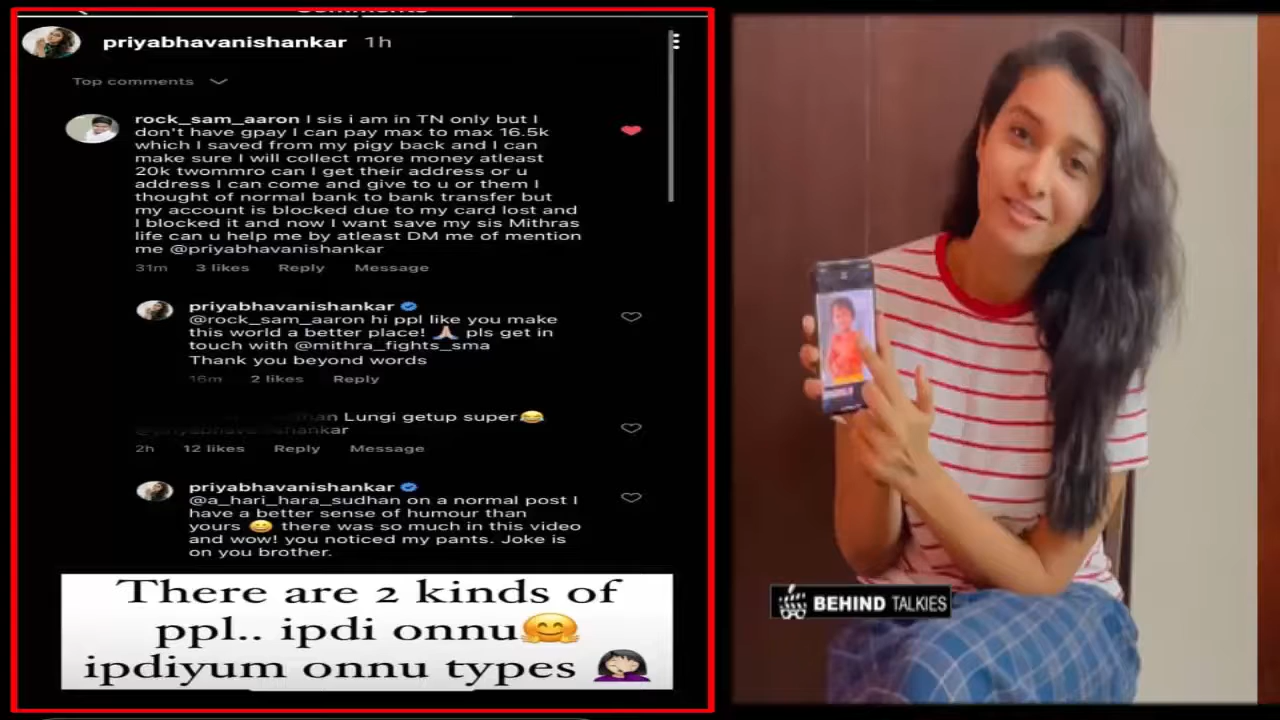 priyabhavanishankar 1h
Top comments
rock_sam_aaron I sis i am in TN only but I
don't have gpay I can pay max to max 16.5k
which I saved from my pigy back and I can
make sure I will collect more money atleast
20k twommro can I get their address or u
address I can come and give to u or them I
thought of normal bank to bank transfer but
my account is blocked due to my card lost and
I blocked it and now I want save my sis Mithras
life can u help me by atleast DM me of mention
me @priyabhavanishankar
31m 3 likes Reply Message
priyabhavanishankar
@rock_sam_aaron hi ppl like you make
this world a better place! 🙏🏻 pls get in
touch with @mithra_fights_sma
Thank you beyond words
16m 2 likes Reply
Lungi getup super😂
2h 12 likes Reply Message
priyabhavanishankar
@a_hari_hara_sudhan on a normal post I
have a better sense of humour than
yours 😊 there was so much in this video
and wow! you noticed my pants. Joke is
on you brother.
There are 2 kinds of
ppl.. ipdi onnu🤗
ipdiyum onnu types 🤦🏻‍♀️
BEHIND TALKIES